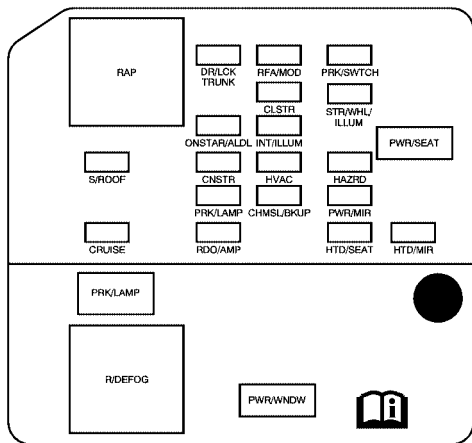 RAP
DR/LCK
TRUNK
RFA/MOD
PRK/SWTCH
CLSTR
STR/WHL/
ILLUM
ONSTAR/ALDL
INT/ILLUM
PWR/SEAT
S/ROOF
CNSTR
HVAC
HAZRD
PRK/LAMP
CHMSL/BKUP
PWR/MIR
CRUISE
RDO/AMP
HTD/SEAT
HTD/MIR
PRK/LAMP
R/DEFOG
PWR/WNDW
i